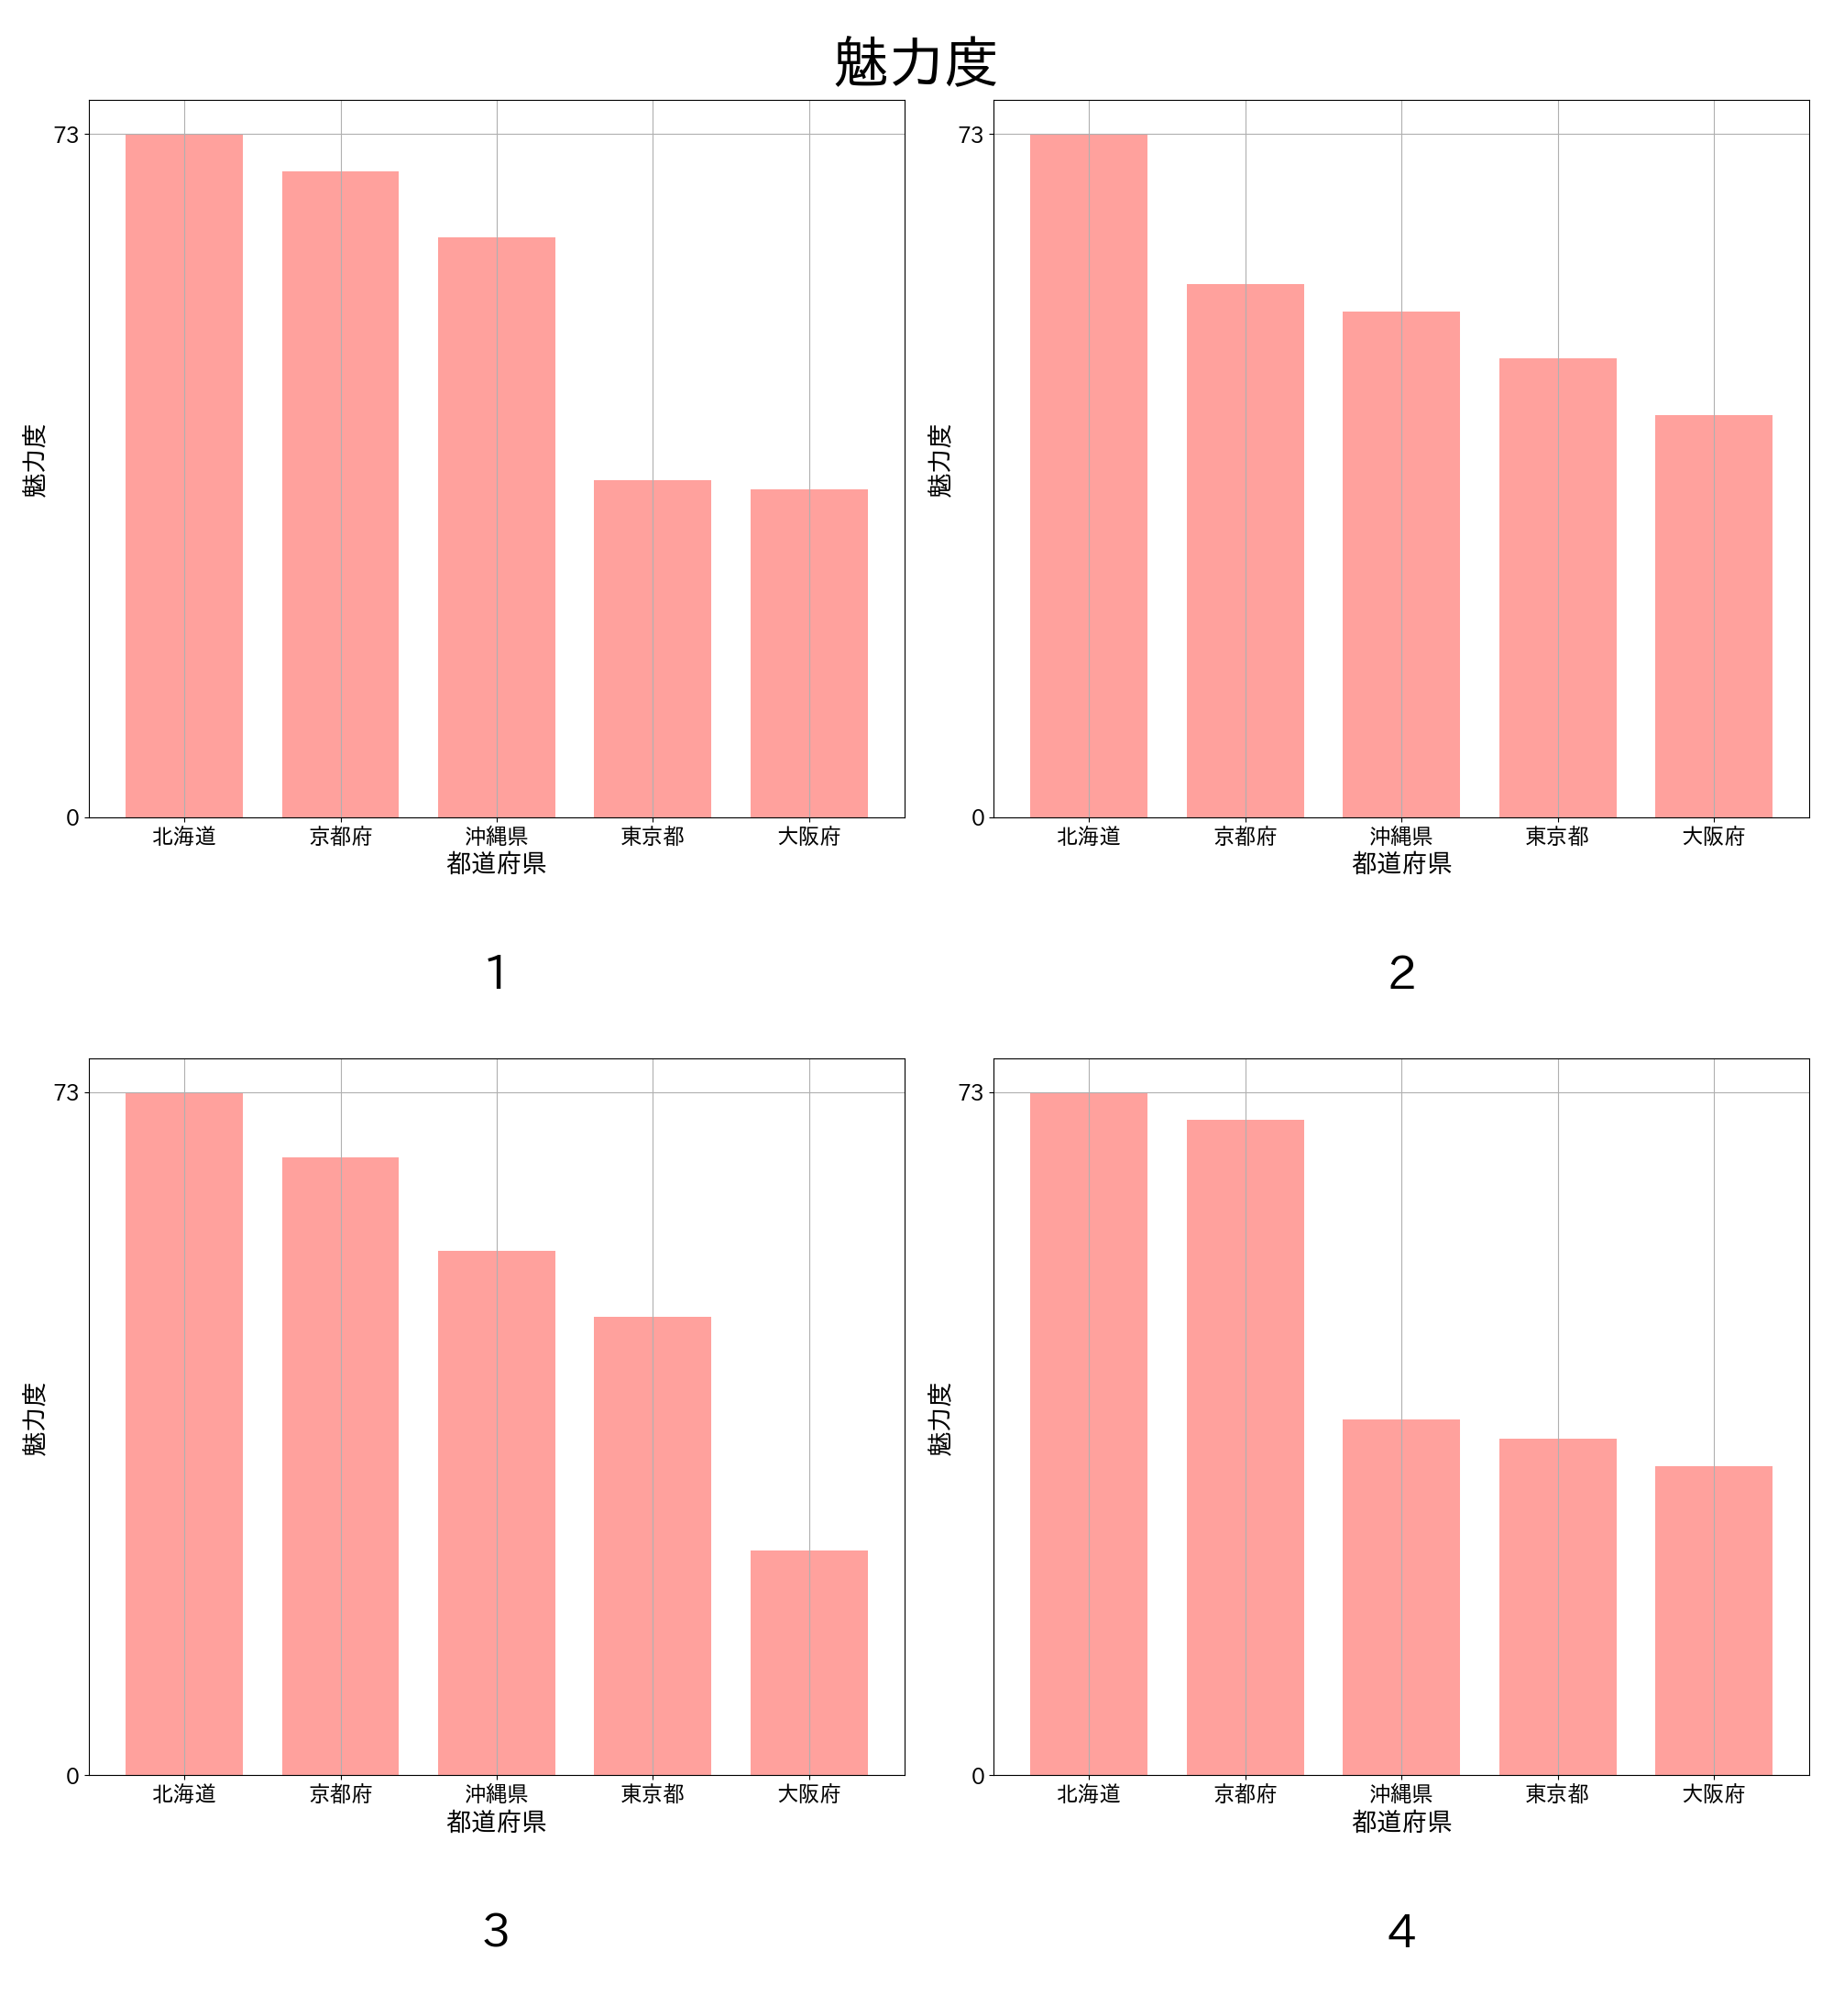 魅力度
73
0
魅力度
北海道 京都府 沖縄県 東京都 大阪府
都道府県
1
73
0
魅力度
北海道 京都府 沖縄県 東京都 大阪府
都道府県
2
73
0
魅力度
北海道 京都府 沖縄県 東京都 大阪府
都道府県
3
73
0
魅力度
北海道 京都府 沖縄県 東京都 大阪府
都道府県
4